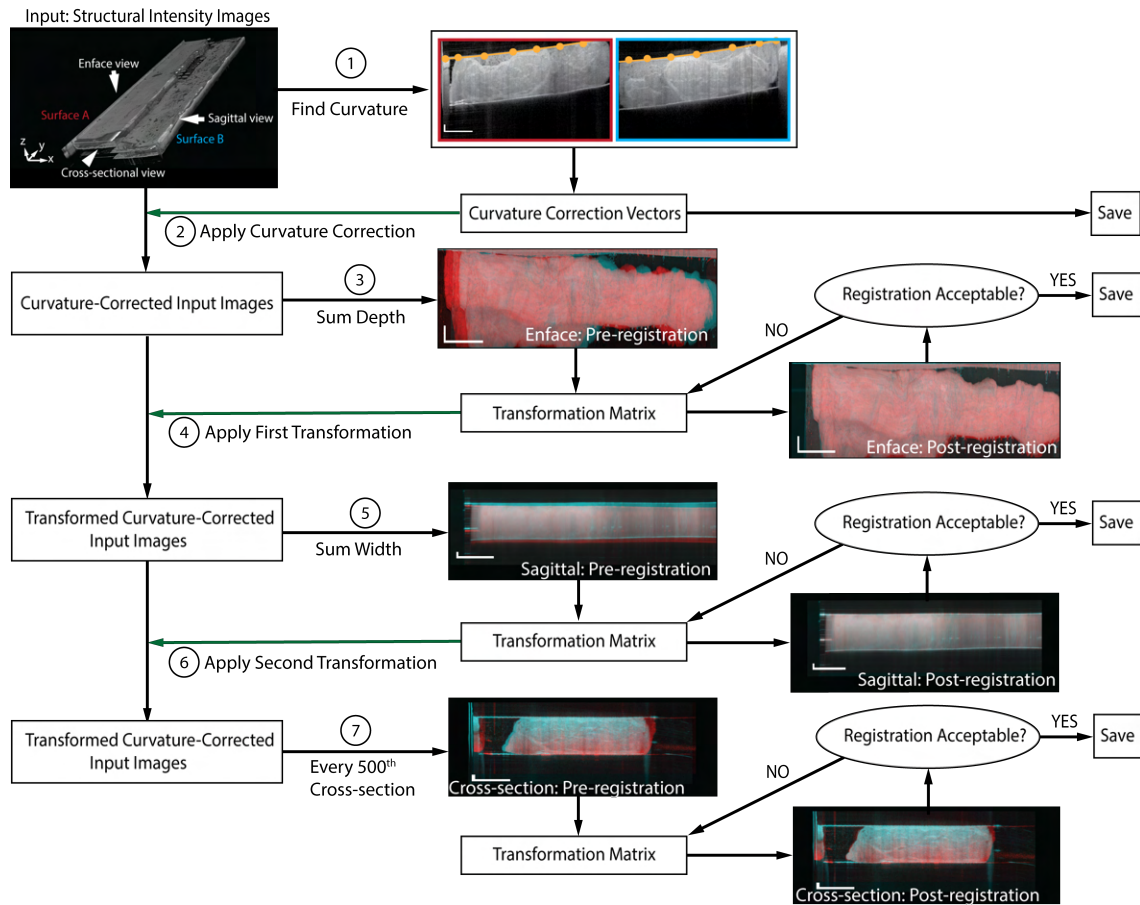 Input: Structural Intensity Images
Enface view
Surface A
Sagittal view
Surface B
z
y
x
Cross-sectional view
1
Find Curvature
Curvature Correction Vectors
Save
2 Apply Curvature Correction
Curvature-Corrected Input Images
3
Sum Depth
Enface: Pre-registration
Registration Acceptable?
YES
Save
NO
Transformation Matrix
4 Apply First Transformation
Enface: Post-registration
Transformed Curvature-Corrected
Input Images
5
Sum Width
Sagittal: Pre-registration
Registration Acceptable?
YES
Save
NO
Transformation Matrix
6 Apply Second Transformation
Sagittal: Post-registration
Transformed Curvature-Corrected
Input Images
7
Every 500th
Cross-section
Cross-section: Pre-registration
Registration Acceptable?
YES
Save
NO
Transformation Matrix
Cross-section: Post-registration